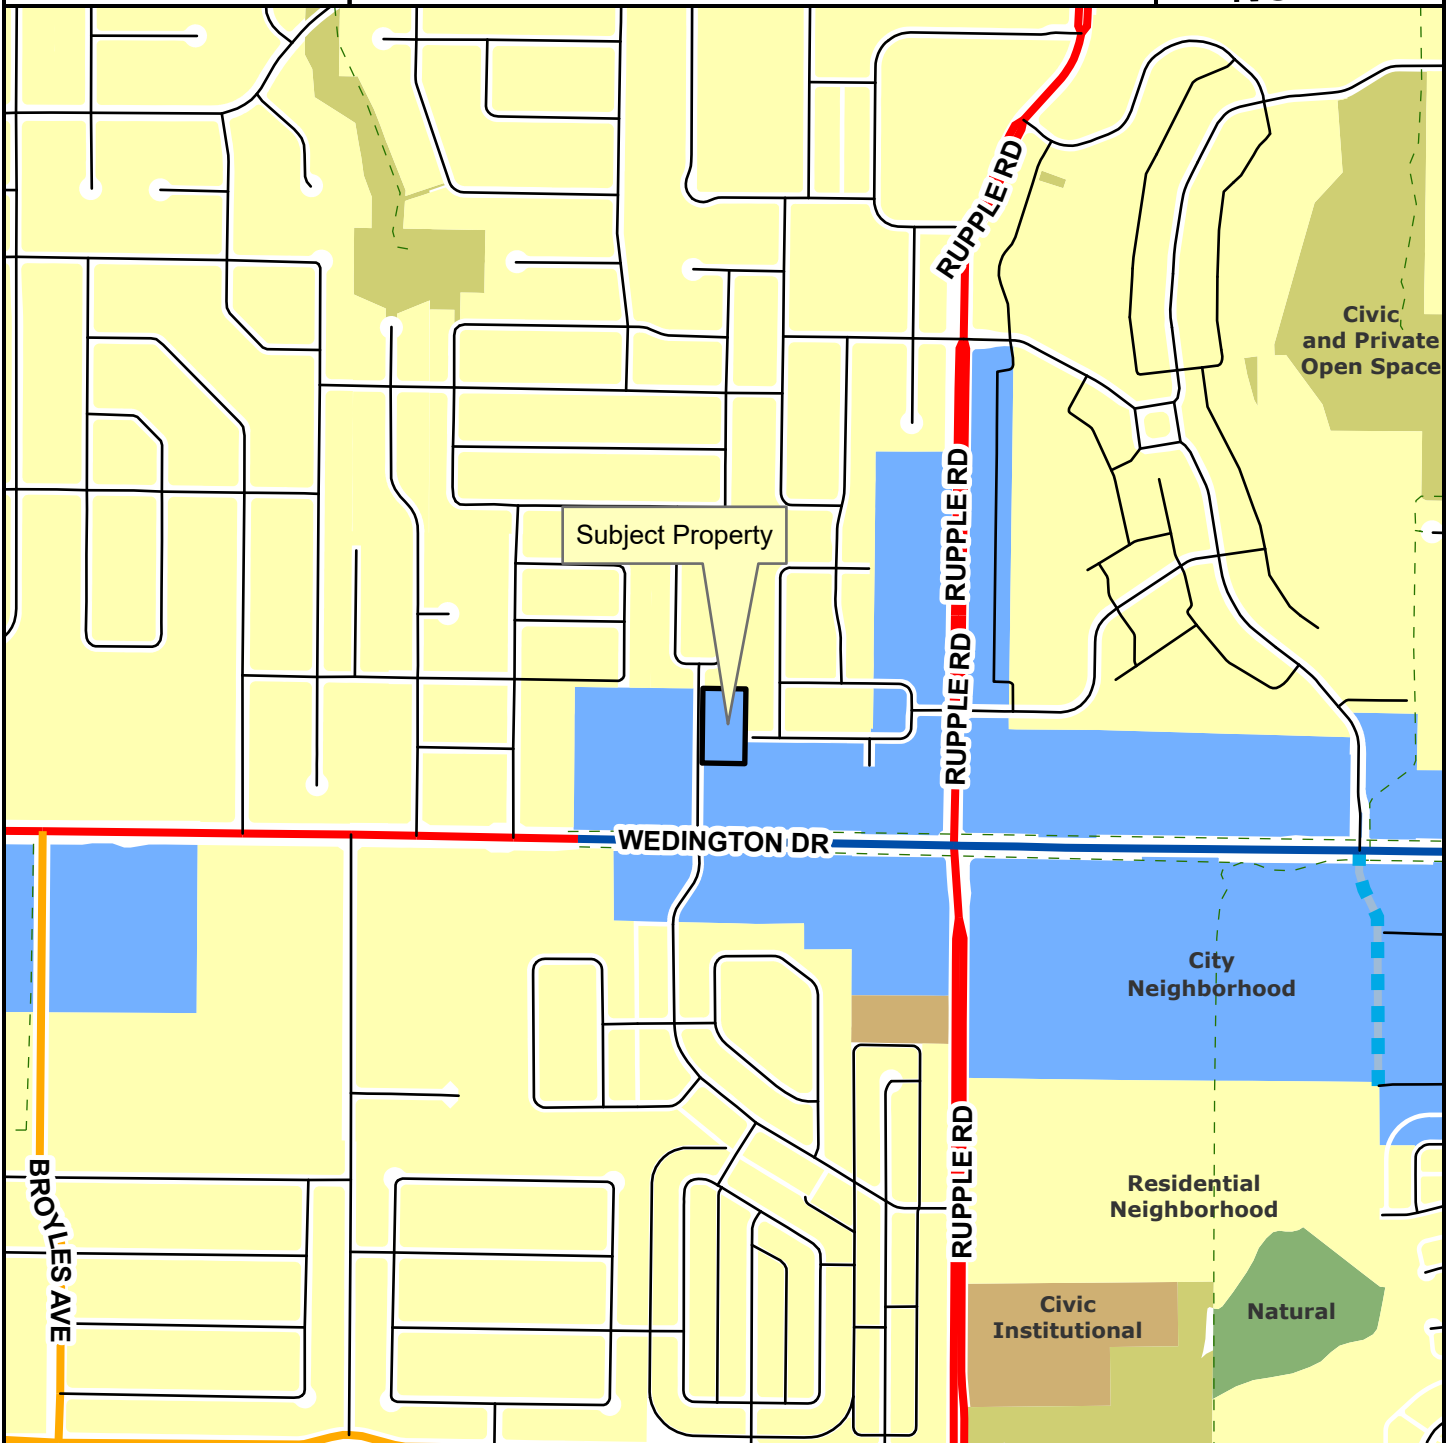 RUPPLE RD
Civic
and Private
Open Space
Subject Property
RUPPLE RD
RUPPLE RD
WEDINGTON DR
City
Neighborhood
RUPPLE RD
BROYLES AVE
Residential
Neighborhood
Civic
Institutional
Natural